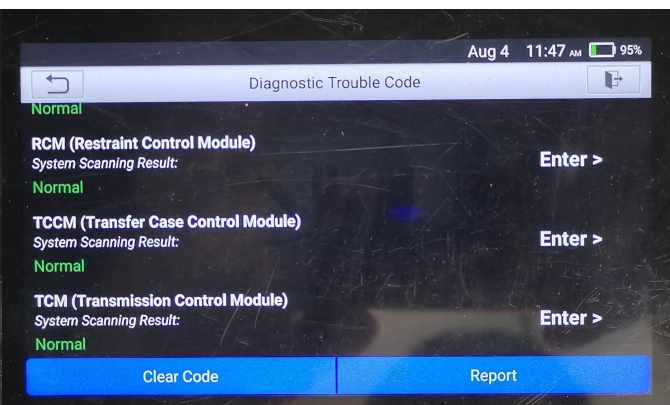 Aug 4 11:47 AM 95%
Diagnostic Trouble Code
Normal
RCM (Restraint Control Module)
System Scanning Result:
Enter >
Normal
TCCM (Transfer Case Control Module)
System Scanning Result:
Enter >
Normal
TCM (Transmission Control Module)
System Scanning Result:
Enter >
Normal
Clear Code
Report